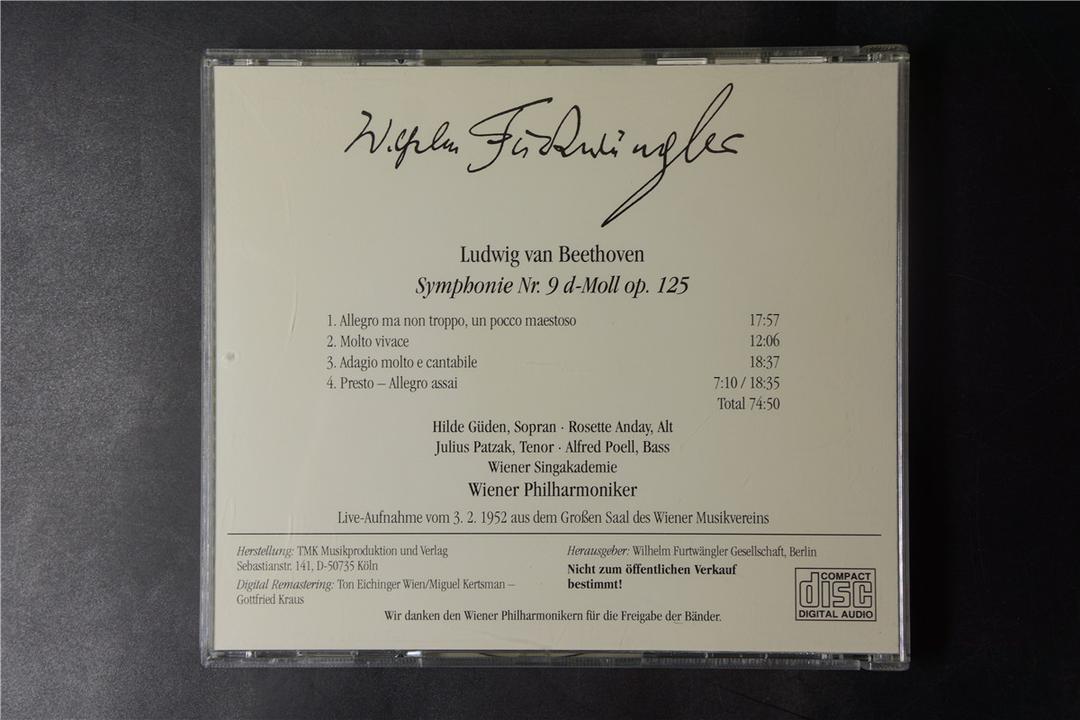 Wilhelm Furtwängler
Ludwig van Beethoven
Symphonie Nr. 9 d-Moll op. 125
1. Allegro ma non troppo, un pocco maestoso 17:57
2. Molto vivace 12:06
3. Adagio molto e cantabile 18:37
4. Presto – Allegro assai 7:10 / 18:35
Total 74:50
Hilde Güden, Sopran · Rosette Anday, Alt
Julius Patzak, Tenor · Alfred Poell, Bass
Wiener Singakademie
Wiener Philharmoniker
Live-Aufnahme vom 3. 2. 1952 aus dem Großen Saal des Wiener Musikvereins
Herstellung: TMK Musikproduktion und Verlag
Sebastianstr. 141, D-50735 Köln
Digital Remastering: Ton Eichinger Wien/Miguel Kertsman –
Gottfried Kraus
Herausgeber: Wilhelm Furtwängler Gesellschaft, Berlin
Nicht zum öffentlichen Verkauf
bestimmt!
COMPACT
disc
DIGITAL AUDIO
Wir danken den Wiener Philharmonikern für die Freigabe der Bänder.